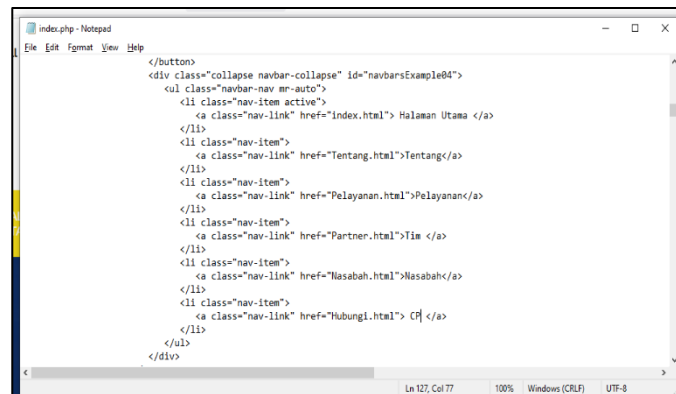 index.php - Notepad
File Edit Format View Help
</button>
<div class="collapse navbar-collapse" id="navbarsExample04">
<ul class="navbar-nav mr-auto">
<li class="nav-item active">
<a class="nav-link" href="index.html"> Halaman Utama </a>
</li>
<li class="nav-item">
<a class="nav-link" href="Tentang.html">Tentang</a>
</li>
<li class="nav-item">
<a class="nav-link" href="Pelayanan.html">Pelayanan</a>
</li>
<li class="nav-item">
<a class="nav-link" href="Partner.html">Tim </a>
</li>
<li class="nav-item">
<a class="nav-link" href="Nasabah.html">Nasabah</a>
</li>
<li class="nav-item">
<a class="nav-link" href="Hubungi.html"> CP </a>
</li>
</ul>
</div>
Ln 127, Col 77 100% Windows (CRLF) UTF-8